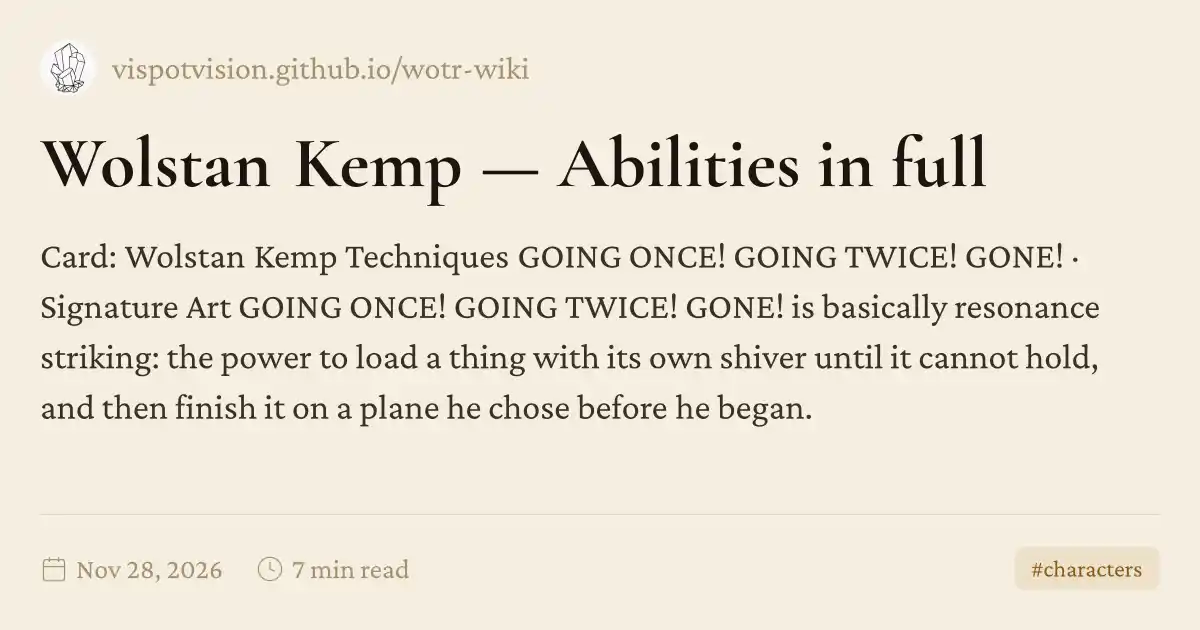 vispotvision.github.io/wotr-wiki
Wolstan Kemp — Abilities in full
Card: Wolstan Kemp Techniques GOING ONCE! GOING TWICE! GONE! ·
Signature Art GOING ONCE! GOING TWICE! GONE! is basically resonance
striking: the power to load a thing with its own shiver until it cannot hold,
and then finish it on a plane he chose before he began.
Nov 28, 2026 7 min read
#characters